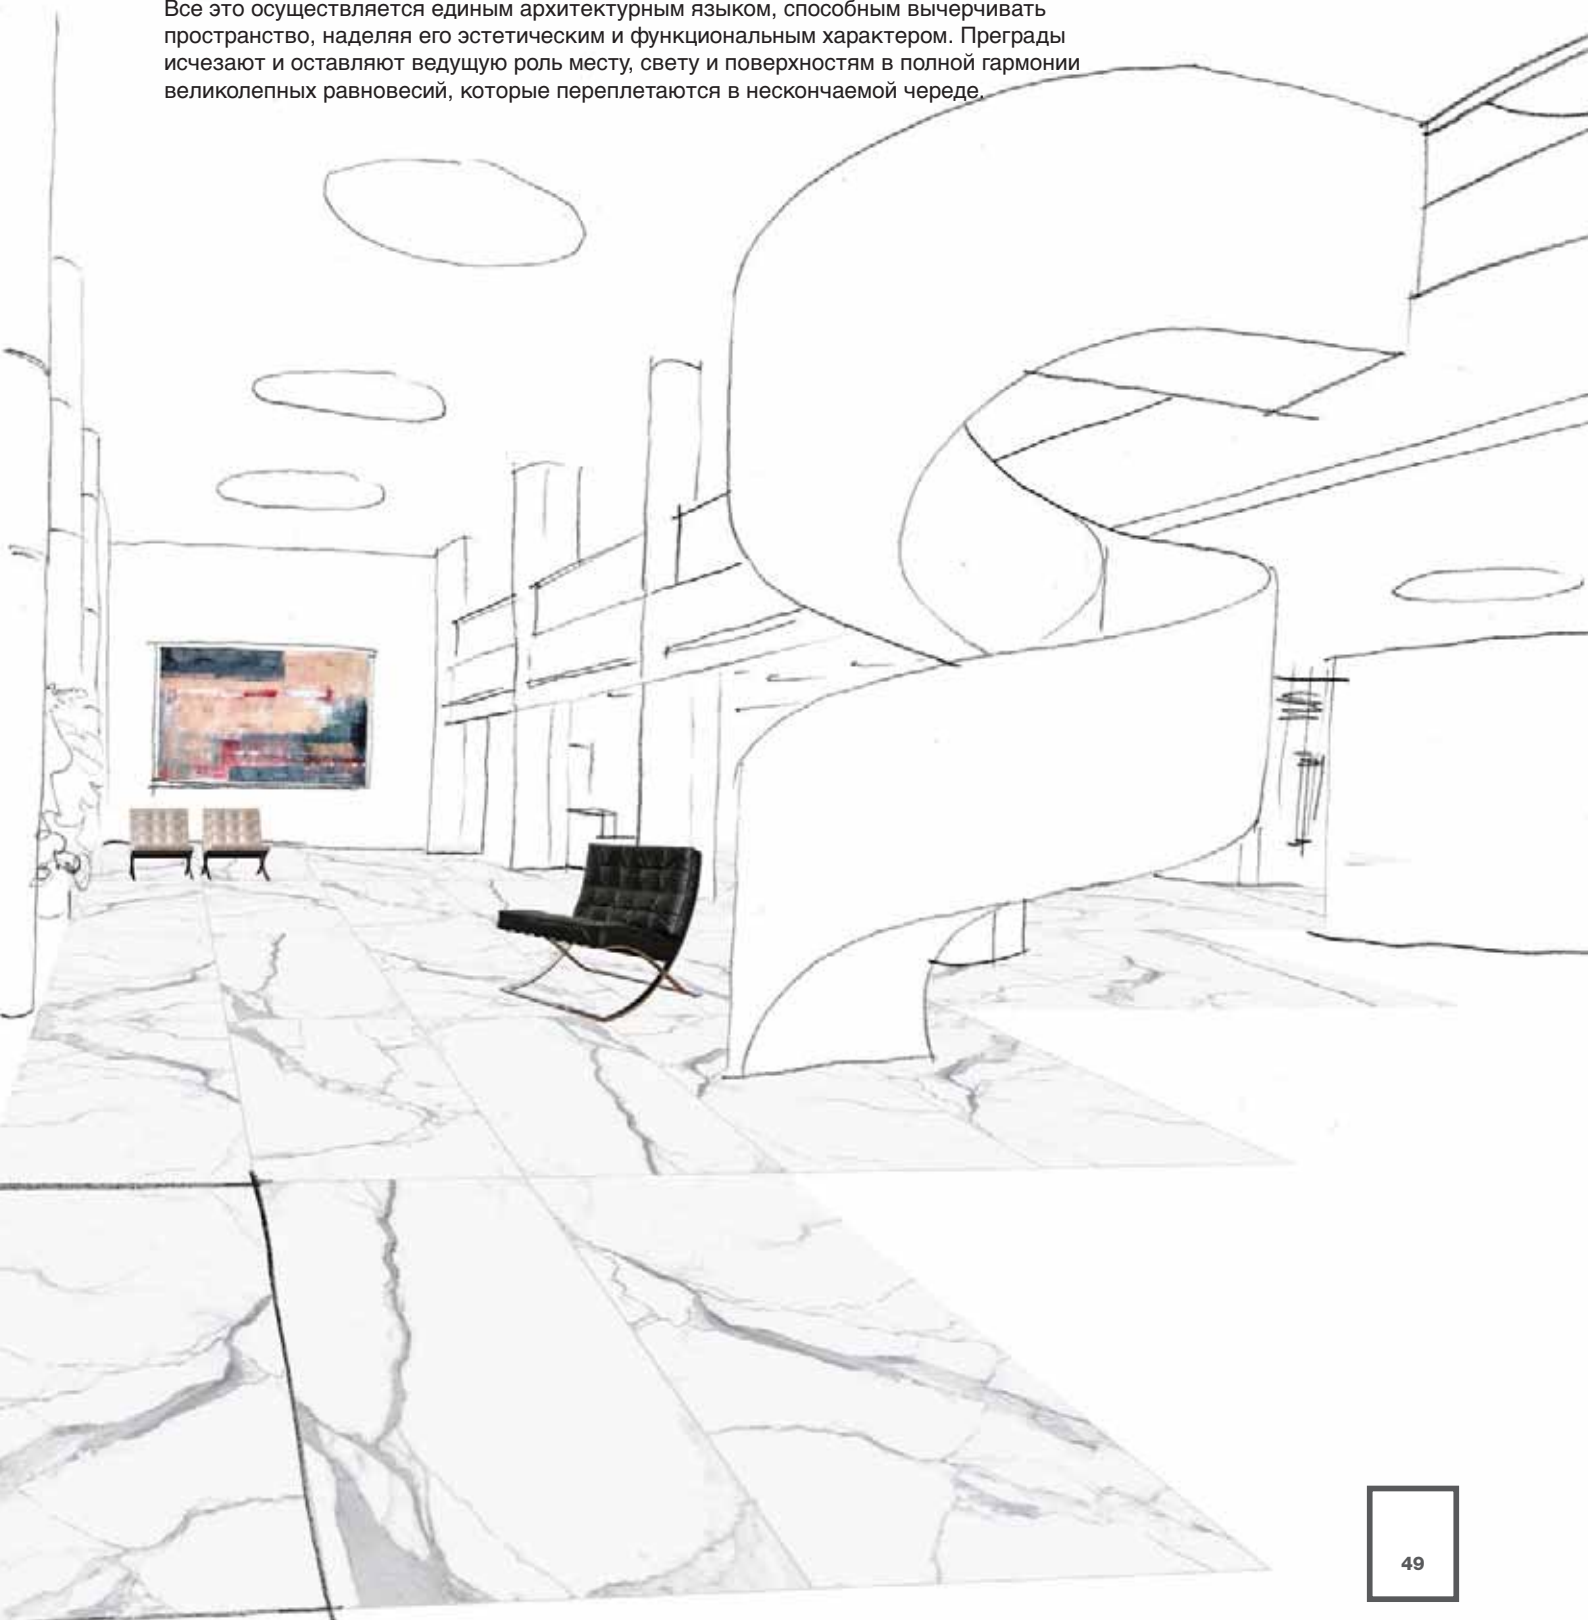 Все это осуществляется единым архитектурным языком, способным вычерчивать
пространство, наделяя его эстетическим и функциональным характером. Преграды
исчезают и оставляют ведущую роль месту, свету и поверхностям в полной гармонии
великолепных равновесий, которые переплетаются в нескончаемой череде.
49